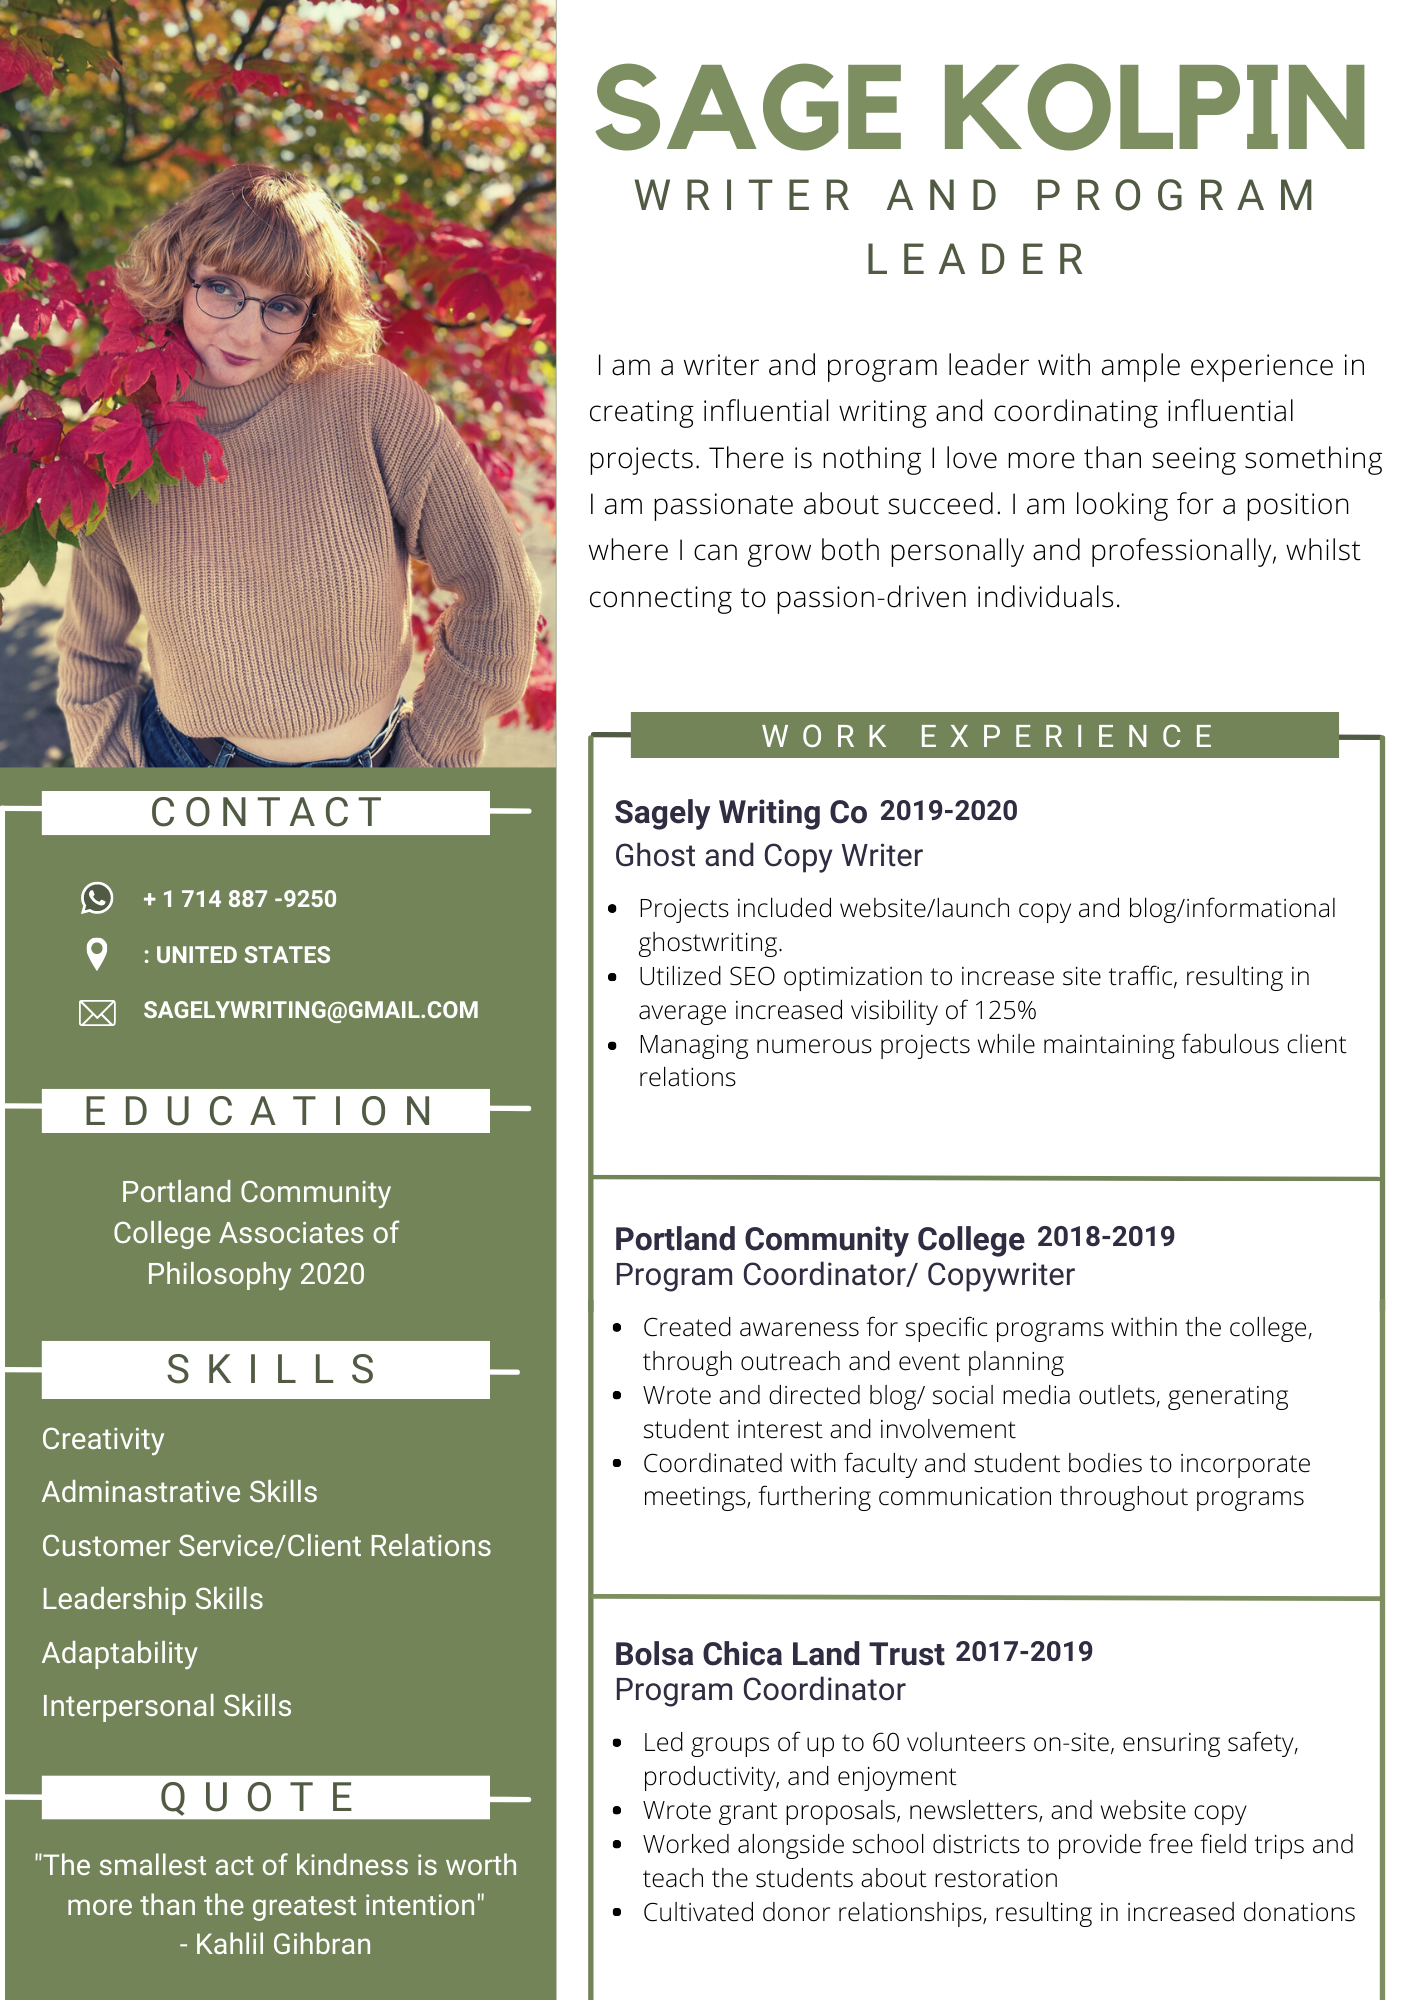 SAGE KOLPIN
WRITER AND PROGRAM
LEADER
I am a writer and program leader with ample experience in
creating influential writing and coordinating influential
projects. There is nothing I love more than seeing something
I am passionate about succeed. I am looking for a position
where I can grow both personally and professionally, whilst
connecting to passion-driven individuals.
CONTACT
+ 1 714 887 -9250
: UNITED STATES
SAGELYWRITING@GMAIL.COM
EDUCATION
Portland Community
College Associates of
Philosophy 2020
SKILLS
Creativity
Adminastrative Skills
Customer Service/Client Relations
Leadership Skills
Adaptability
Interpersonal Skills
QUOTE
"The smallest act of kindness is worth
more than the greatest intention"
- Kahlil Gihbran
WORK EXPERIENCE
Sagely Writing Co 2019-2020
Ghost and Copy Writer
• Projects included website/launch copy and blog/informational
ghostwriting.
• Utilized SEO optimization to increase site traffic, resulting in
average increased visibility of 125%
• Managing numerous projects while maintaining fabulous client
relations
Portland Community College 2018-2019
Program Coordinator/ Copywriter
• Created awareness for specific programs within the college,
through outreach and event planning
• Wrote and directed blog/ social media outlets, generating
student interest and involvement
• Coordinated with faculty and student bodies to incorporate
meetings, furthering communication throughout programs
Bolsa Chica Land Trust 2017-2019
Program Coordinator
• Led groups of up to 60 volunteers on-site, ensuring safety,
productivity, and enjoyment
• Wrote grant proposals, newsletters, and website copy
• Worked alongside school districts to provide free field trips and
teach the students about restoration
• Cultivated donor relationships, resulting in increased donations